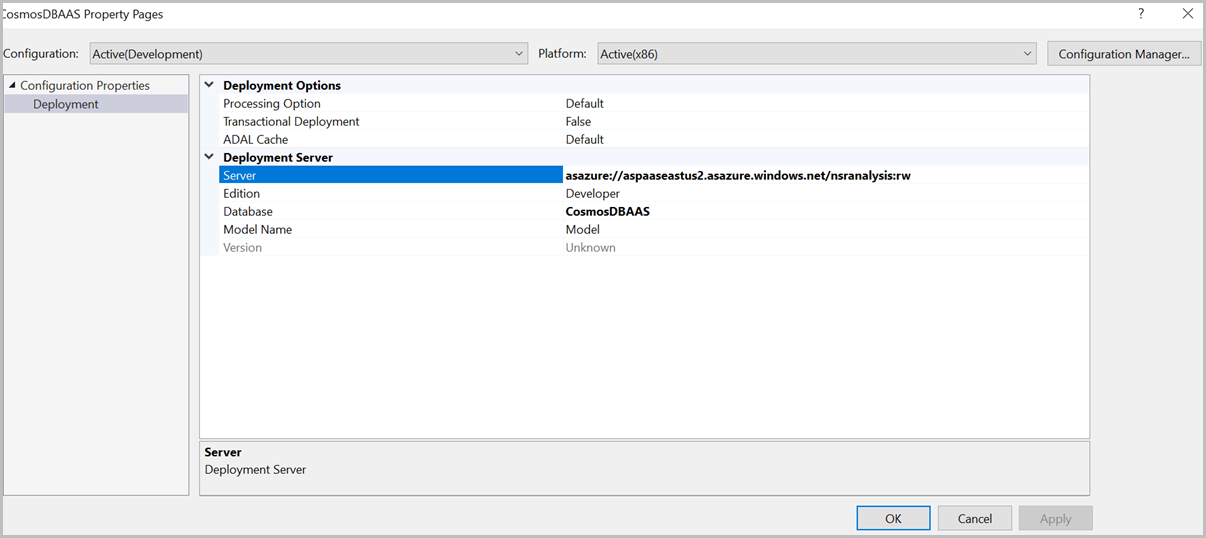 CosmosDBAAS Property Pages ?
Configuration: Active(Development) Platform: Active(x86) Configuration Manager...
Configuration Properties
Deployment
Deployment Options
Processing Option Default
Transactional Deployment False
ADAL Cache Default
Deployment Server
Server asazure://aspaaseastus2.asazure.windows.net/nsranalysis:rw
Edition Developer
Database CosmosDBAAS
Model Name Model
Version Unknown
Server
Deployment Server
OK Cancel Apply